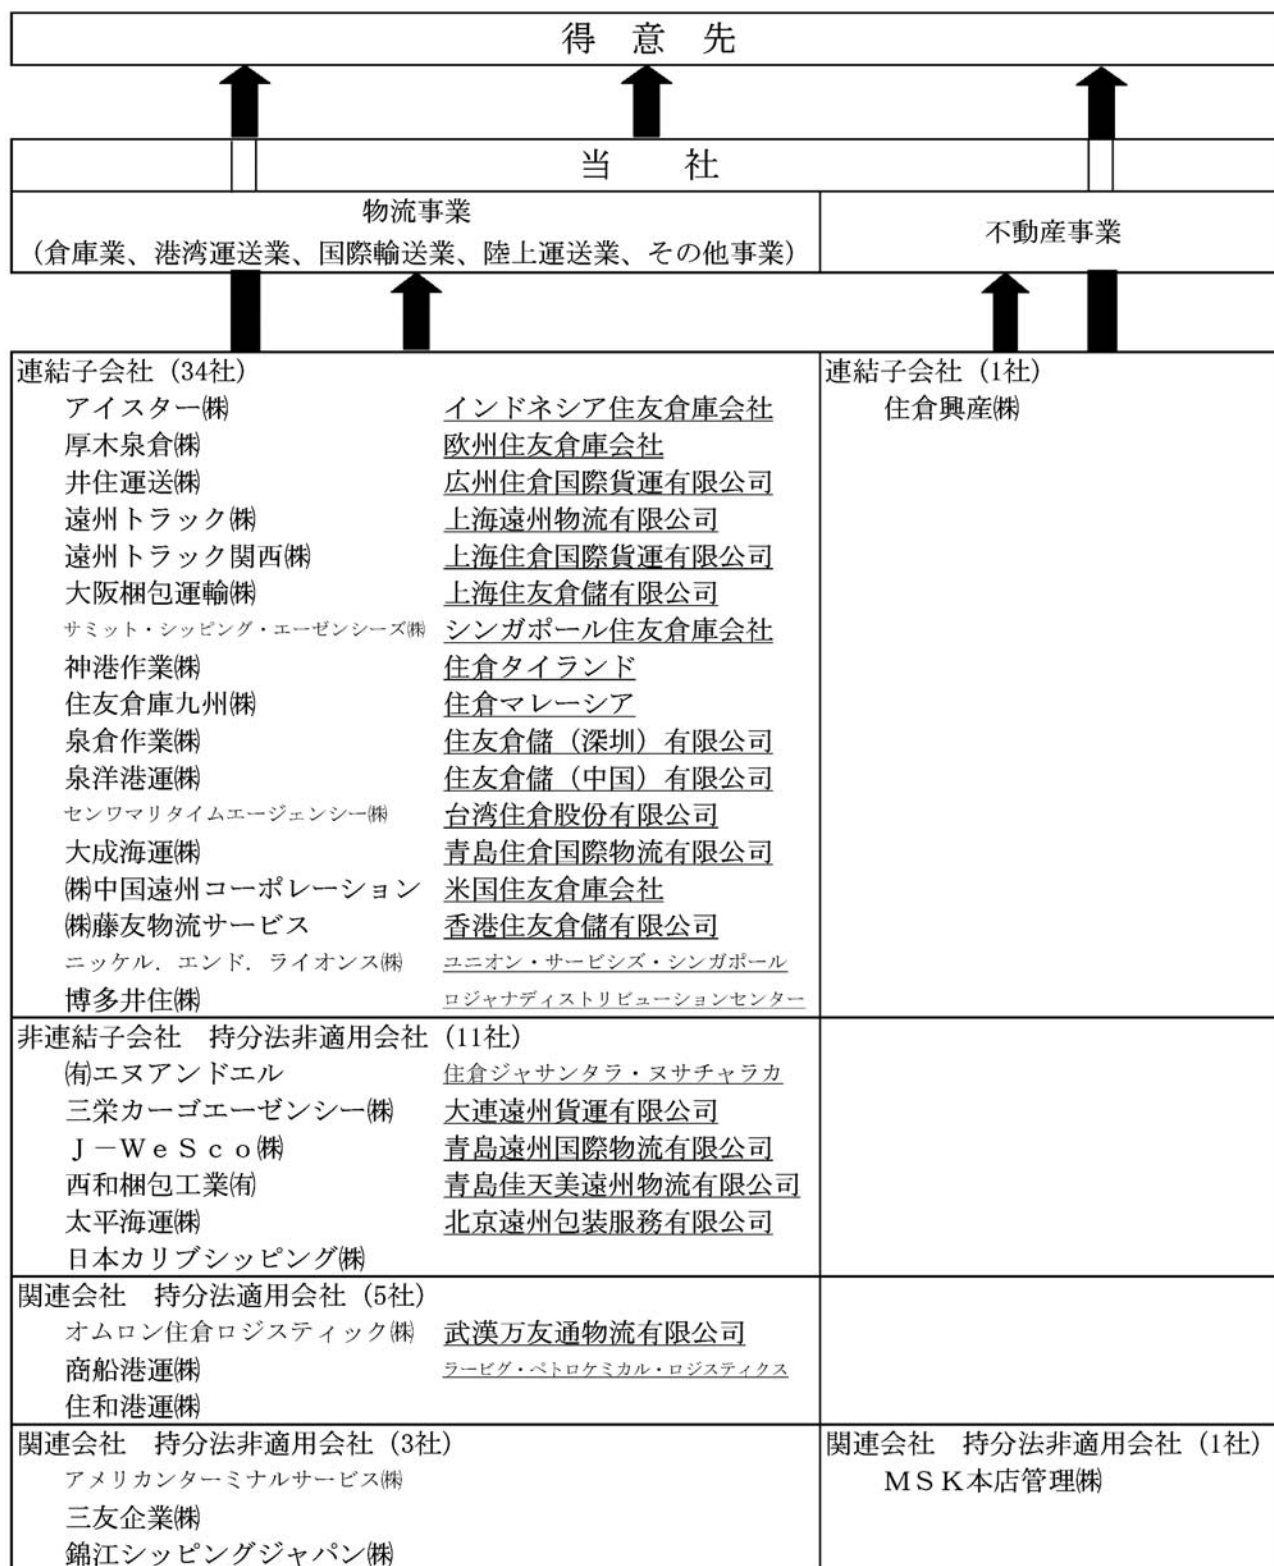 得　意　先
当　　社
物流事業
（倉庫業、港湾運送業、国際輸送業、陸上運送業、その他事業）
不動産事業
連結子会社（34社）
アイスター㈱　インドネシア住友倉庫会社
厚木泉倉㈱　欧州住友倉庫会社
井住運送㈱　広州住倉国際貨運有限公司
遠州トラック㈱　上海遠州物流有限公司
遠州トラック関西㈱　上海住倉国際貨運有限公司
大阪梱包運輸㈱　上海住友倉儲有限公司
サミット・シッピング・エーゼンシーズ㈱　シンガポール住友倉庫会社
神港作業㈱　住倉タイランド
住友倉庫九州㈱　住倉マレーシア
泉倉作業㈱　住友倉儲（深圳）有限公司
泉洋港運㈱　住友倉儲（中国）有限公司
センワマリタイムエージェンシー㈱　台湾住倉股份有限公司
大成海運㈱　青島住倉国際物流有限公司
㈱中国遠州コーポレーション　米国住友倉庫会社
㈱藤友物流サービス　香港住友倉儲有限公司
ニッケル．エンド．ライオンス㈱　ユニオン・サービシズ・シンガポール
博多井住㈱　ロジャナディストリビューションセンター
連結子会社（1社）
住倉興産㈱
非連結子会社　持分法非適用会社（11社）
㈲エヌアンドエル　住倉ジャサンタラ・ヌサチャラカ
三栄カーゴエーゼンシー㈱　大連遠州貨運有限公司
Ｊ－ＷｅＳｃｏ㈱　青島遠州国際物流有限公司
西和梱包工業㈲　青島佳天美遠州物流有限公司
太平海運㈱　北京遠州包装服務有限公司
日本カリブシッピング㈱
関連会社　持分法適用会社（5社）
オムロン住倉ロジスティック㈱　武漢万友通物流有限公司
商船港運㈱　ラービグ・ペトロケミカル・ロジスティクス
住和港運㈱
関連会社　持分法非適用会社（3社）
アメリカンターミナルサービス㈱
三友企業㈱
錦江シッピングジャパン㈱
関連会社　持分法非適用会社（1社）
ＭＳＫ本店管理㈱